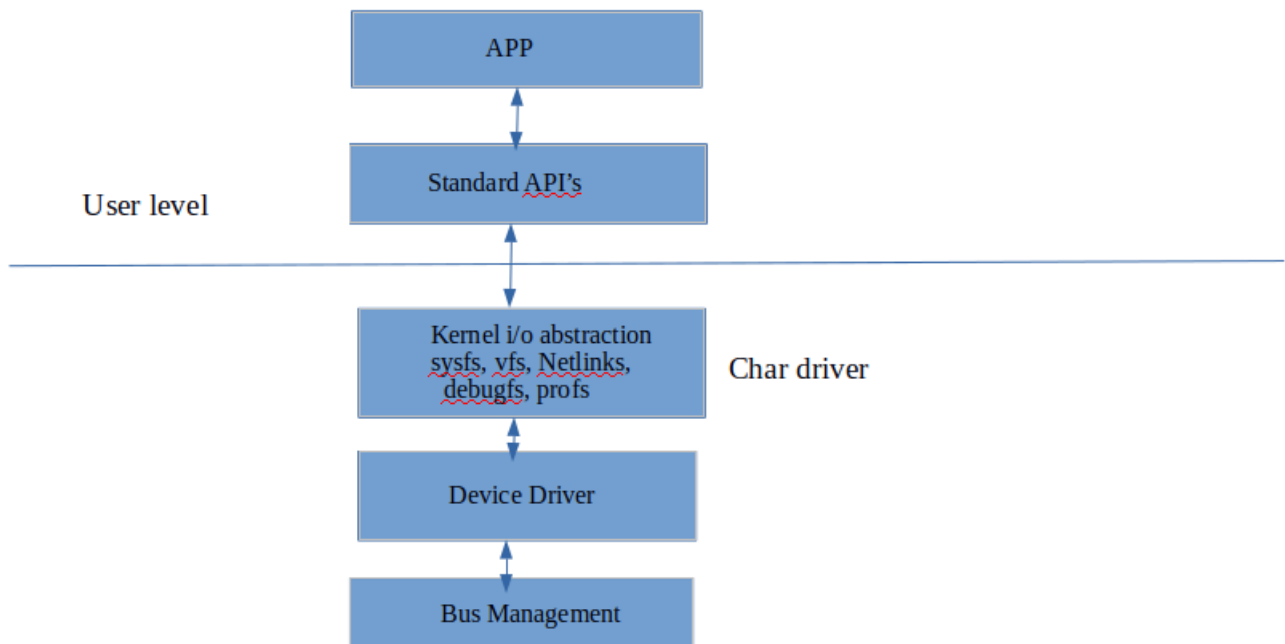 APP
Standard API’s
User level
Kernel i/o abstraction
sysfs, vfs, Netlinks,
debugfs, profs
Char driver
Device Driver
Bus Management